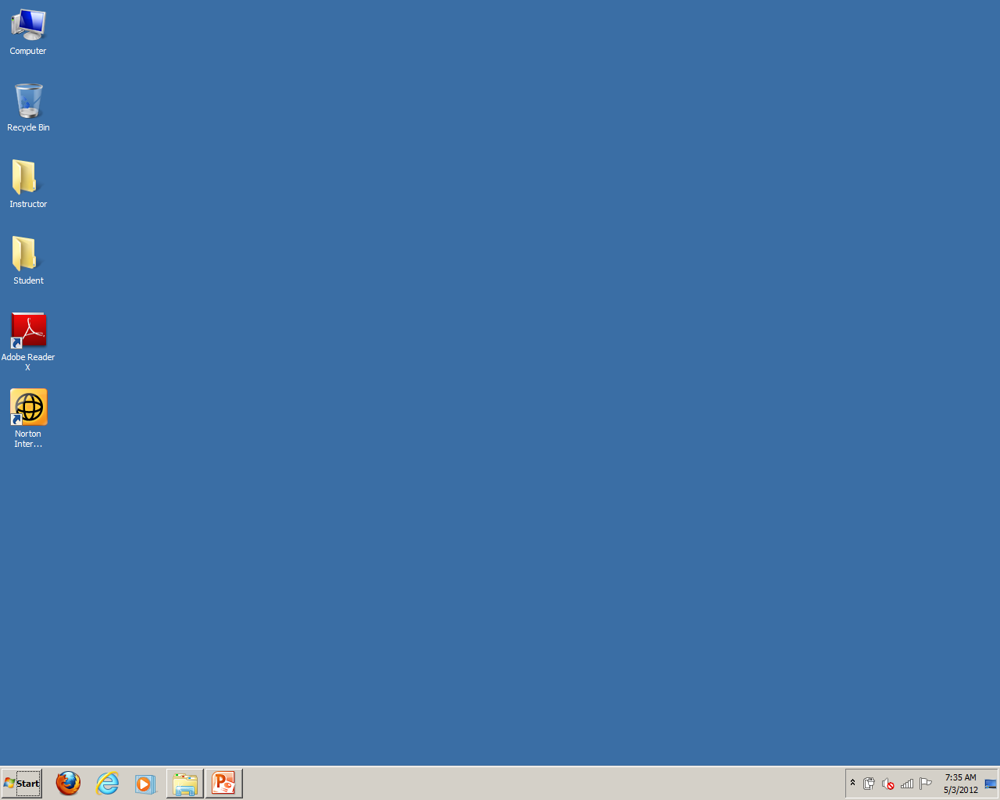 Computer
Recycle Bin
Instructor
Student
Adobe Reader
X
Norton
Inter...
Start
7:35 AM
5/3/2012